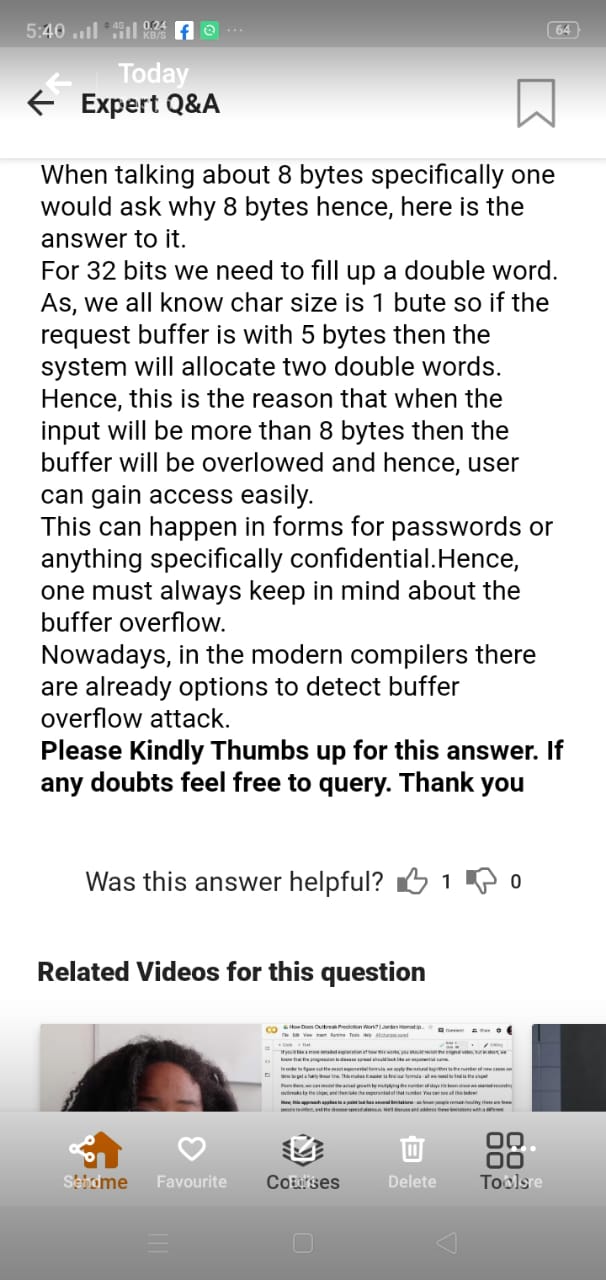 5:40
4G
0.24
KB/S
64
Today
Expert Q&A
When talking about 8 bytes specifically one
would ask why 8 bytes hence, here is the
answer to it.
For 32 bits we need to fill up a double word.
As, we all know char size is 1 bute so if the
request buffer is with 5 bytes then the
system will allocate two double words.
Hence, this is the reason that when the
input will be more than 8 bytes then the
buffer will be overlowed and hence, user
can gain access easily.
This can happen in forms for passwords or
anything specifically confidential.Hence,
one must always keep in mind about the
buffer overflow.
Nowadays, in the modern compilers there
are already options to detect buffer
overflow attack.
Please Kindly Thumbs up for this answer. If
any doubts feel free to query. Thank you
Was this answer helpful? 1 0
Related Videos for this question
How Does Outbreak Prediction Work? | Jordan
Send Home Favourite Courses Edit Delete Tools More